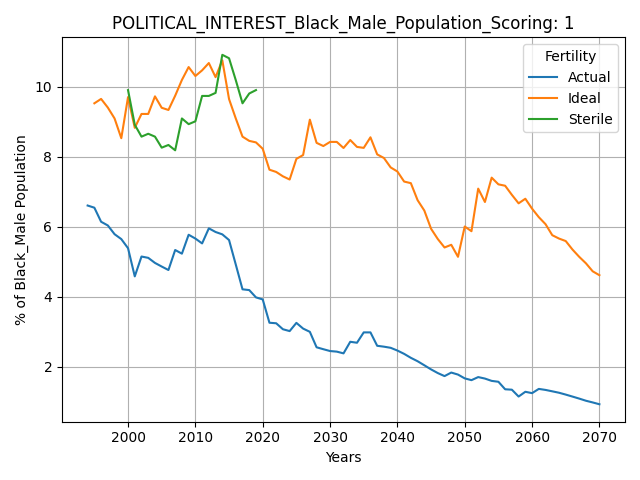 POLITICAL_INTEREST_Black_Male_Population_Scoring: 1
Fertility
Actual
Ideal
Sterile
% of Black_Male Population
10
8
6
4
2
2000 2010 2020 2030 2040 2050 2060 2070
Years